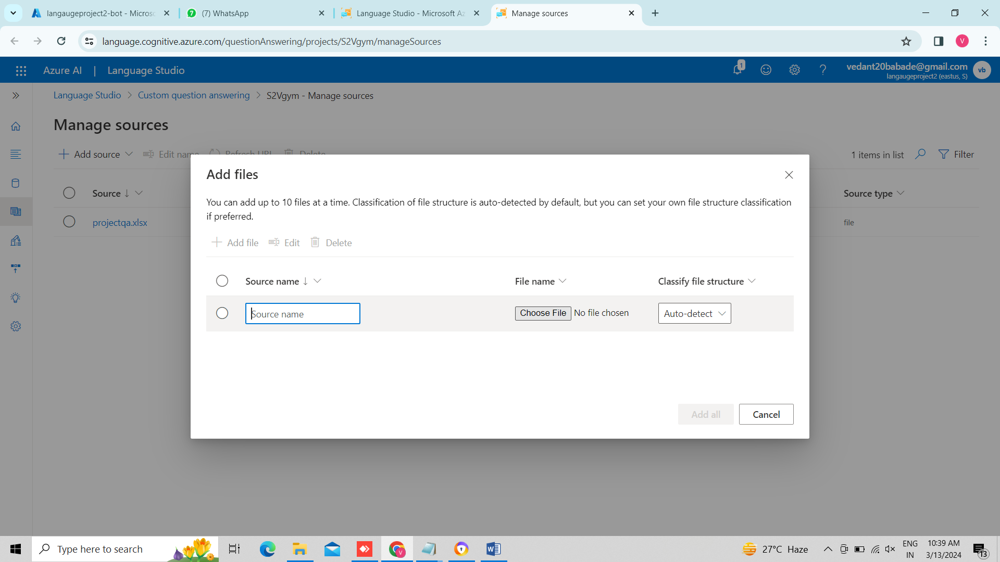 langaugeproject2-bot - Micros
(7) WhatsApp
Language Studio - Microsoft Az
Manage sources
language.cognitive.azure.com/questionAnswering/projects/S2Vgym/manageSources
V
Azure AI | Language Studio
1
vedant20babade@gmail.com
langaugeproject2 (eastus, S)
vb
Language Studio > Custom question answering > S2Vgym - Manage sources
Manage sources
Add source
Edit name
Refresh URL
Delete
1 items in list
Filter
Source
Source type
projectqa.xlsx
file
Add files
You can add up to 10 files at a time. Classification of file structure is auto-detected by default, but you can set your own file structure classification
if preferred.
Add file
Edit
Delete
Source name
File name
Classify file structure
Source name
Choose File No file chosen
Auto-detect
Add all
Cancel
Type here to search
27°C Haze
ENG
IN
10:39 AM
3/13/2024
13